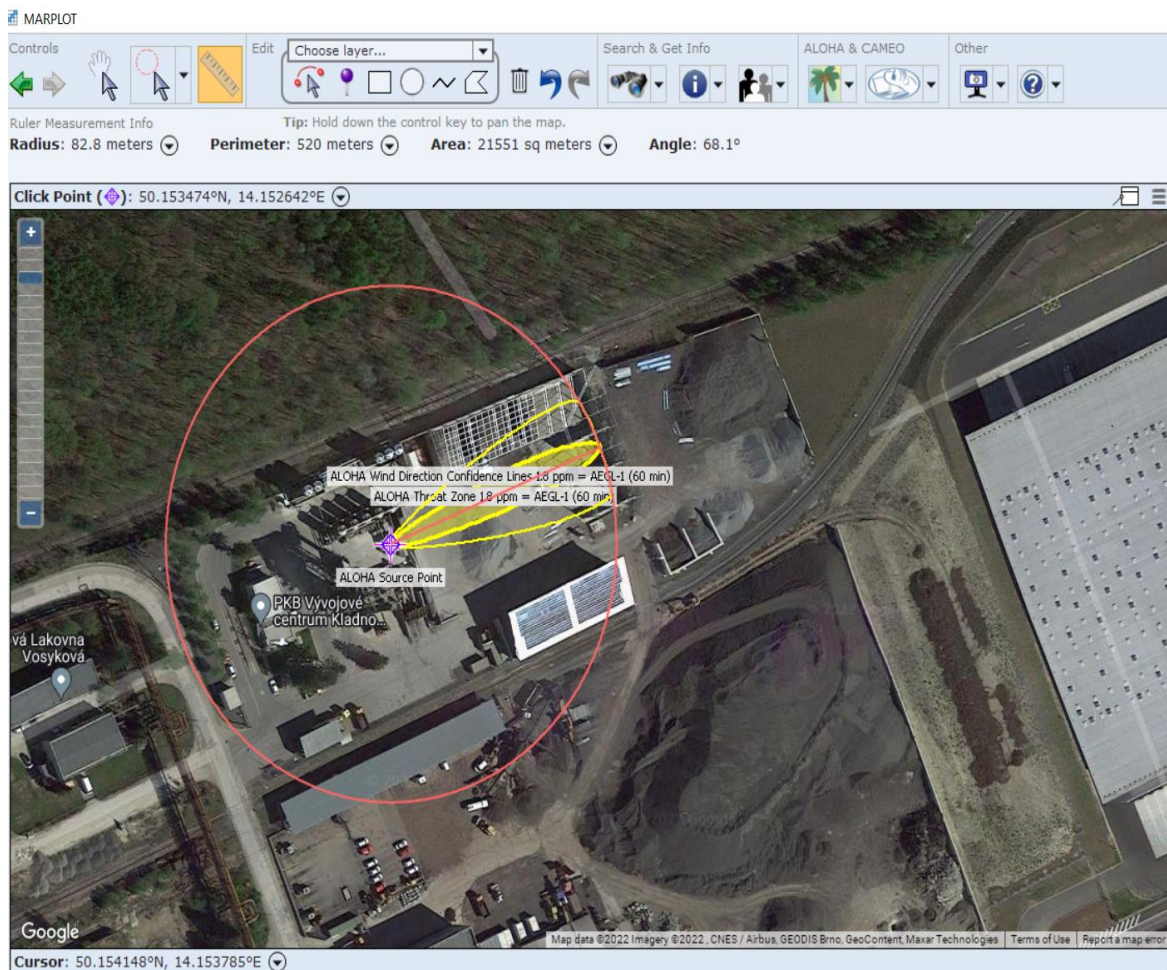 MARPLOT
Controls
Edit
Choose layer...
Search & Get Info
ALOHA & CAMEO
Other
Ruler Measurement Info
Tip: Hold down the control key to pan the map.
Radius: 82.8 meters
Perimeter: 520 meters
Area: 21551 sq meters
Angle: 68.1º
Click Point ( ): 50.153474ºN, 14.152642ºE
+
ALOHA Wind Direction Confidence Lines 1.8 ppm = AEGL-1 (60 min)
ALOHA Threat Zone 1.8 ppm = AEGL-1 (60 min)
−
ALOHA Source Point
PKB Vývojové
centrum Kladno...
vá Lakovna
Vosyková
Google
Map data ©2022 Imagery ©2022 , CNES / Airbus, GEODIS Brno, GeoContent, Maxar Technologies
Terms of Use
Report a map error
Cursor: 50.154148ºN, 14.153785ºE